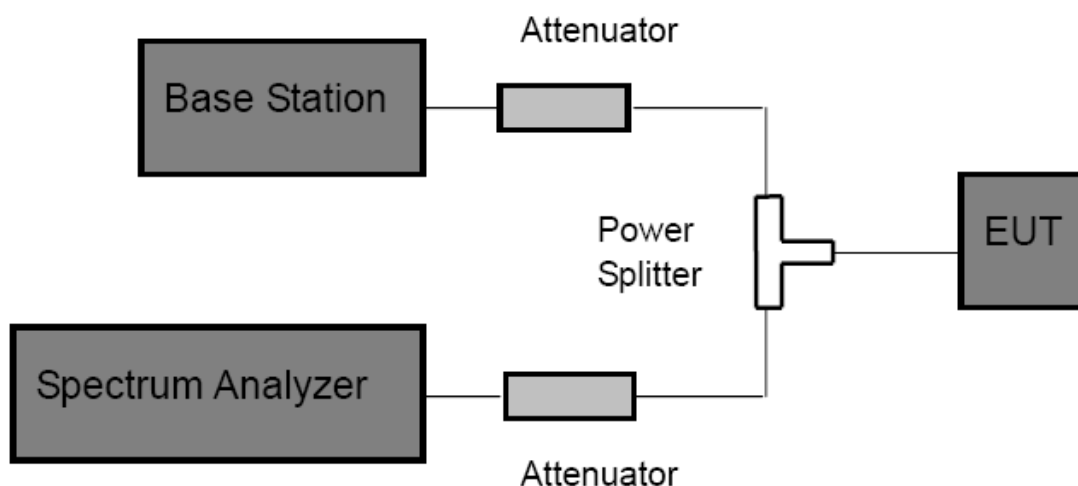 Attenuator
Base Station
Power
Splitter
EUT
Spectrum Analyzer
Attenuator